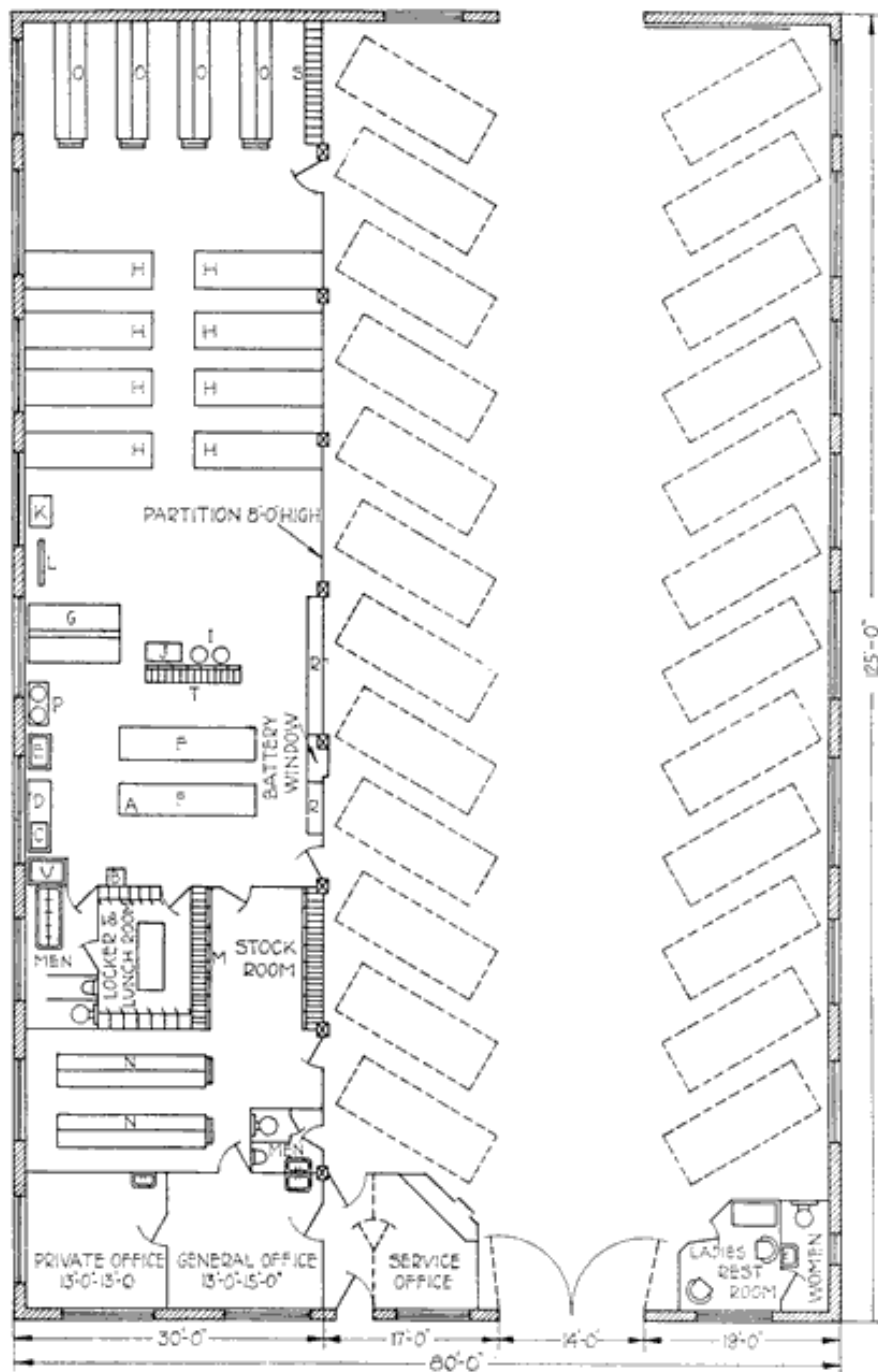 O O O O S
H H
H H
H H
H H
K
PARTITION 8'-0" HIGH
L
G
J I
T
R
P
BATTERY
WINDOW
D
A
R
C
V
MEN
LOCKER &
LUNCH ROOM
M
STOCK
ROOM
N
N
MEN
PRIVATE OFFICE
13'-0"-13'-0
GENERAL OFFICE
13'-0"-15'-0"
SERVICE
OFFICE
LADIES
REST
ROOM
WOMEN
125'-0"
30'-0"
17'-0"
14'-0"
19'-0"
80'-0"